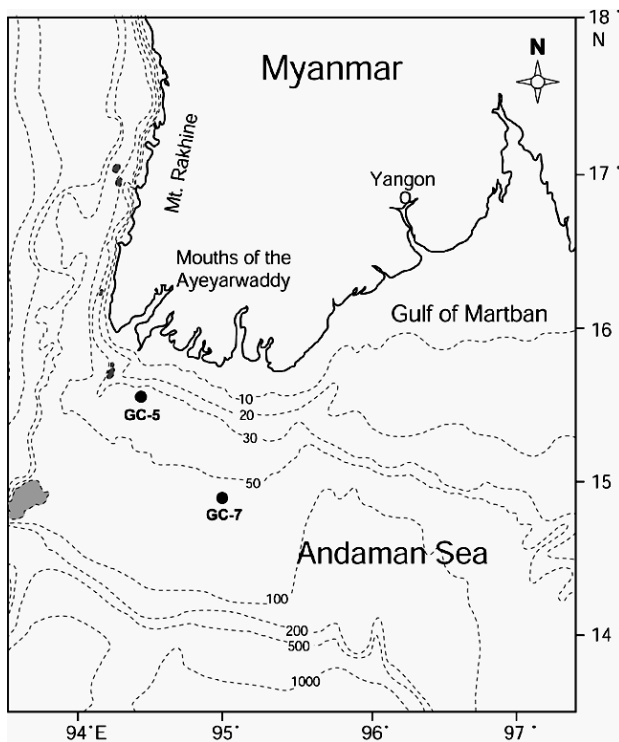 18˚
N
N
Myanmar
Mt. Rakhine
17˚
Yangon
Mouths of the
Ayeyarwaddy
Gulf of Martban
16˚
10
20
GC-5
30
50
15˚
GC-7
Andaman Sea
100
200
14˚
500
1000
94˚E
95˚
96˚
97˚